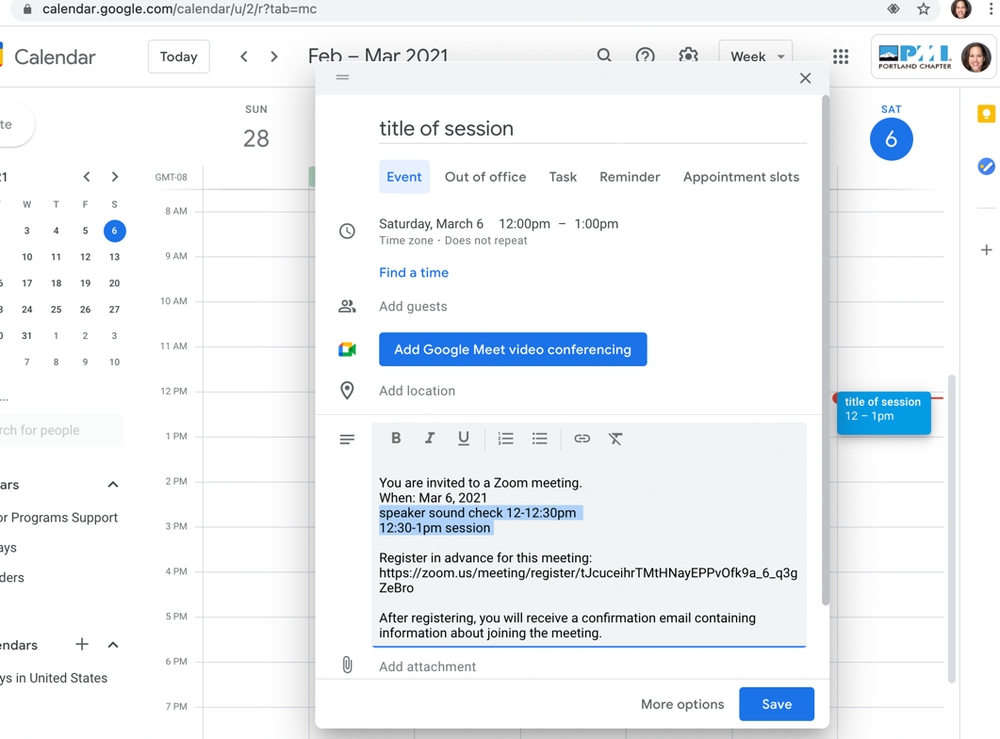 calendar.google.com/calendar/u/2/r?tab=mc
Calendar
Today
Feb – Mar 2021
Week
PMI
PORTLAND CHAPTER
te
SUN
28
SAT
6
GMT-08
21
W T F S
3 4 5 6
10 11 12 13
17 18 19 20
24 25 26 27
31 1 2 3
7 8 9 10
...
rch for people
ars
or Programs Support
ays
ders
endars
ys in United States
8 AM
9 AM
10 AM
11 AM
12 PM
1 PM
2 PM
3 PM
4 PM
5 PM
6 PM
7 PM
title of session
Event Out of office Task Reminder Appointment slots
Saturday, March 6 12:00pm – 1:00pm
Time zone · Does not repeat
Find a time
Add guests
Add Google Meet video conferencing
Add location
B I U
You are invited to a Zoom meeting.
When: Mar 6, 2021
speaker sound check 12-12:30pm
12:30-1pm session
Register in advance for this meeting:
https://zoom.us/meeting/register/tJcuceihrTMtHNayEPPvOfk9a_6_q3g
ZeBro
After registering, you will receive a confirmation email containing
information about joining the meeting.
Add attachment
More options
Save
title of session
12 – 1pm